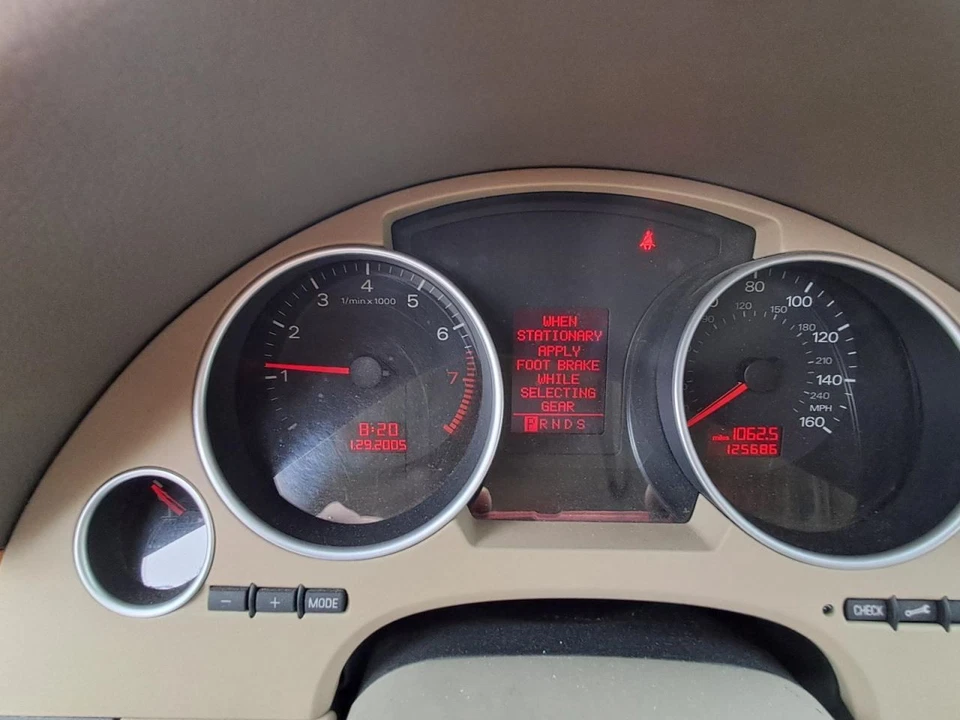 1
2
3
4
5
6
7
1/min x 1000
8:20
1.29.2005
WHEN
STATIONARY
APPLY
FOOT BRAKE
WHILE
SELECTING
GEAR
PRNDS
80
100
120
140
160
MPH
120
150
180
210
240
miles 1062.5
125686
- + MODE
CHECK